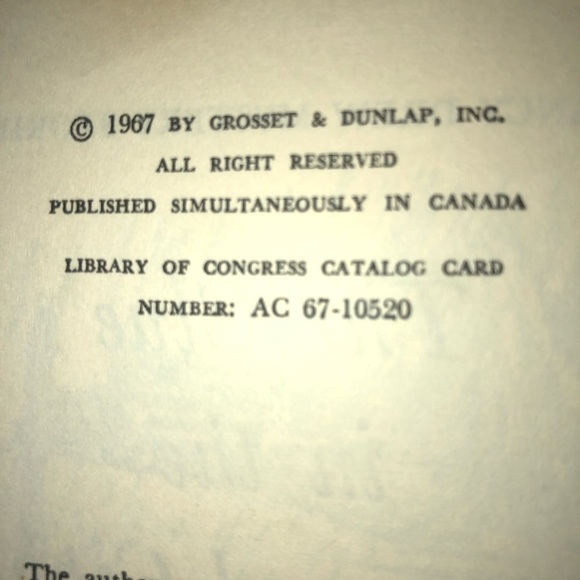 © 1967 BY GROSSET & DUNLAP, INC.
ALL RIGHT RESERVED
PUBLISHED SIMULTANEOUSLY IN CANADA
LIBRARY OF CONGRESS CATALOG CARD
NUMBER: AC 67-10520
The